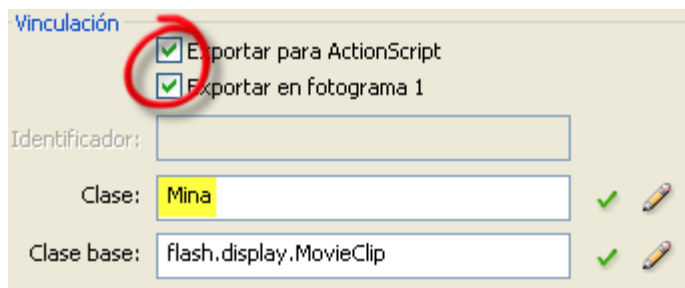 Vinculación
Exportar para ActionScript
Exportar en fotograma 1
Identificador:
Clase: Mina
Clase base: flash.display.MovieClip